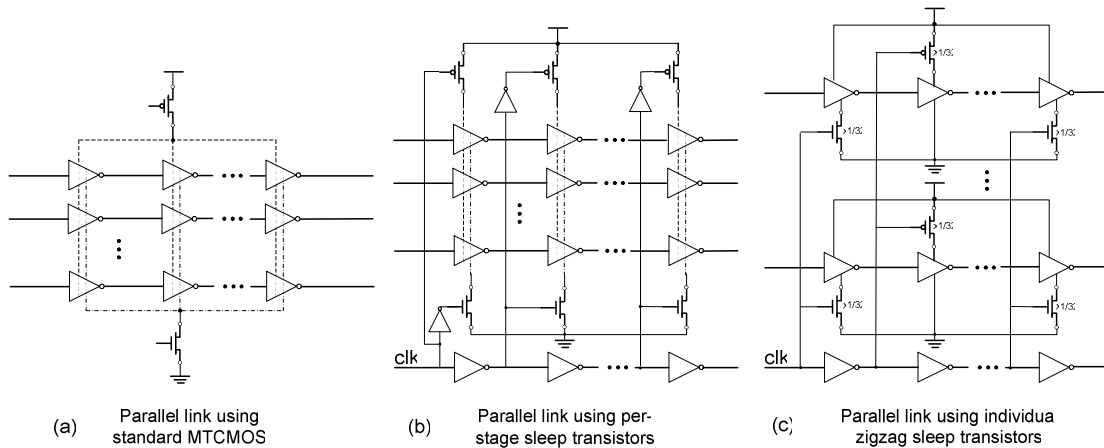 1/32
1/32
1/32
clk
clk
1/32
1/32
1/32
(a)
Parallel link using
standard MTCMOS
(b)
Parallel link using per-
stage sleep transistors
(c)
Parallel link using individua
zigzag sleep transistors